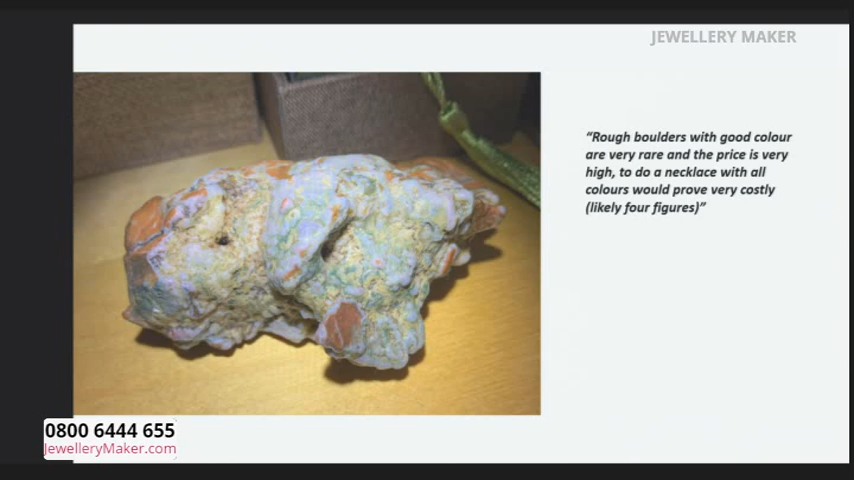 JEWELLERY MAKER
“Rough boulders with good colour
are very rare and the price is very
high, to do a necklace with all
colours would prove very costly
(likely four figures)”
0800 6444 655
JewelleryMaker.com